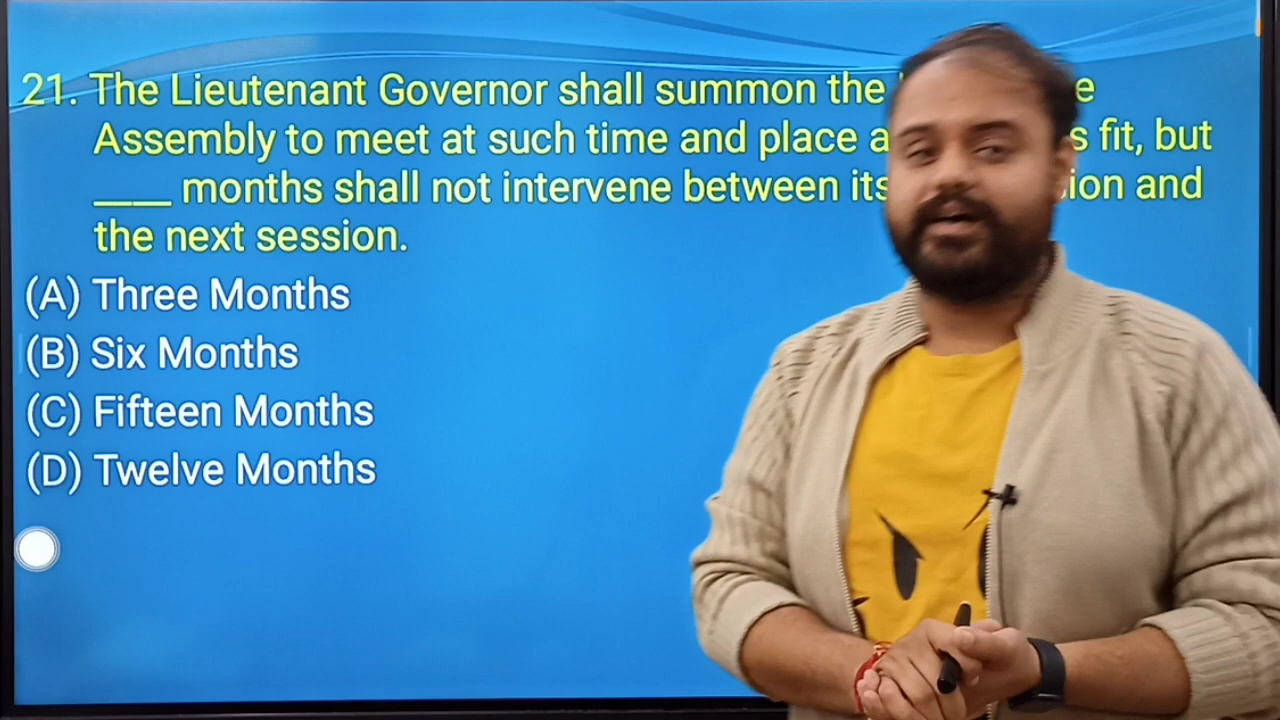 21. The Lieutenant Governor shall summon the
Assembly to meet at such time and place fit, but
____ months shall not intervene between its and
the next session.
(A) Three Months
(B) Six Months
(C) Fifteen Months
(D) Twelve Months